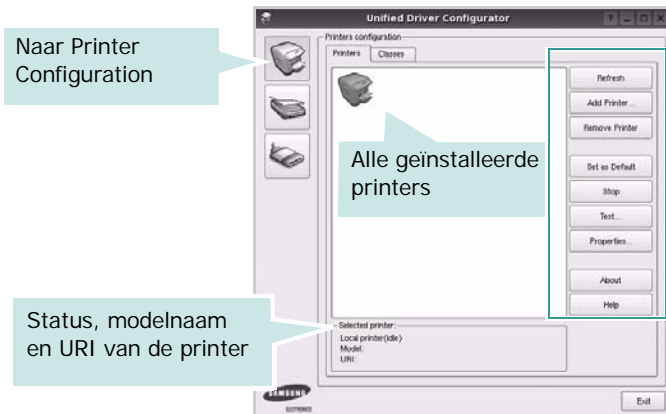 Unified Driver Configurator
Naar Printer
Configuration
Printers configuration
Printers
Classes
Refresh
Add Printer...
Remove Printer
Alle geïnstalleerde
printers
Set as Default
Stop
Test...
Properties...
About
Help
Status, modelnaam
en URI van de printer
Selected printer:
Local printer(idle)
Model:
URI:
SAMSUNG
ELECTRONICS
Exit